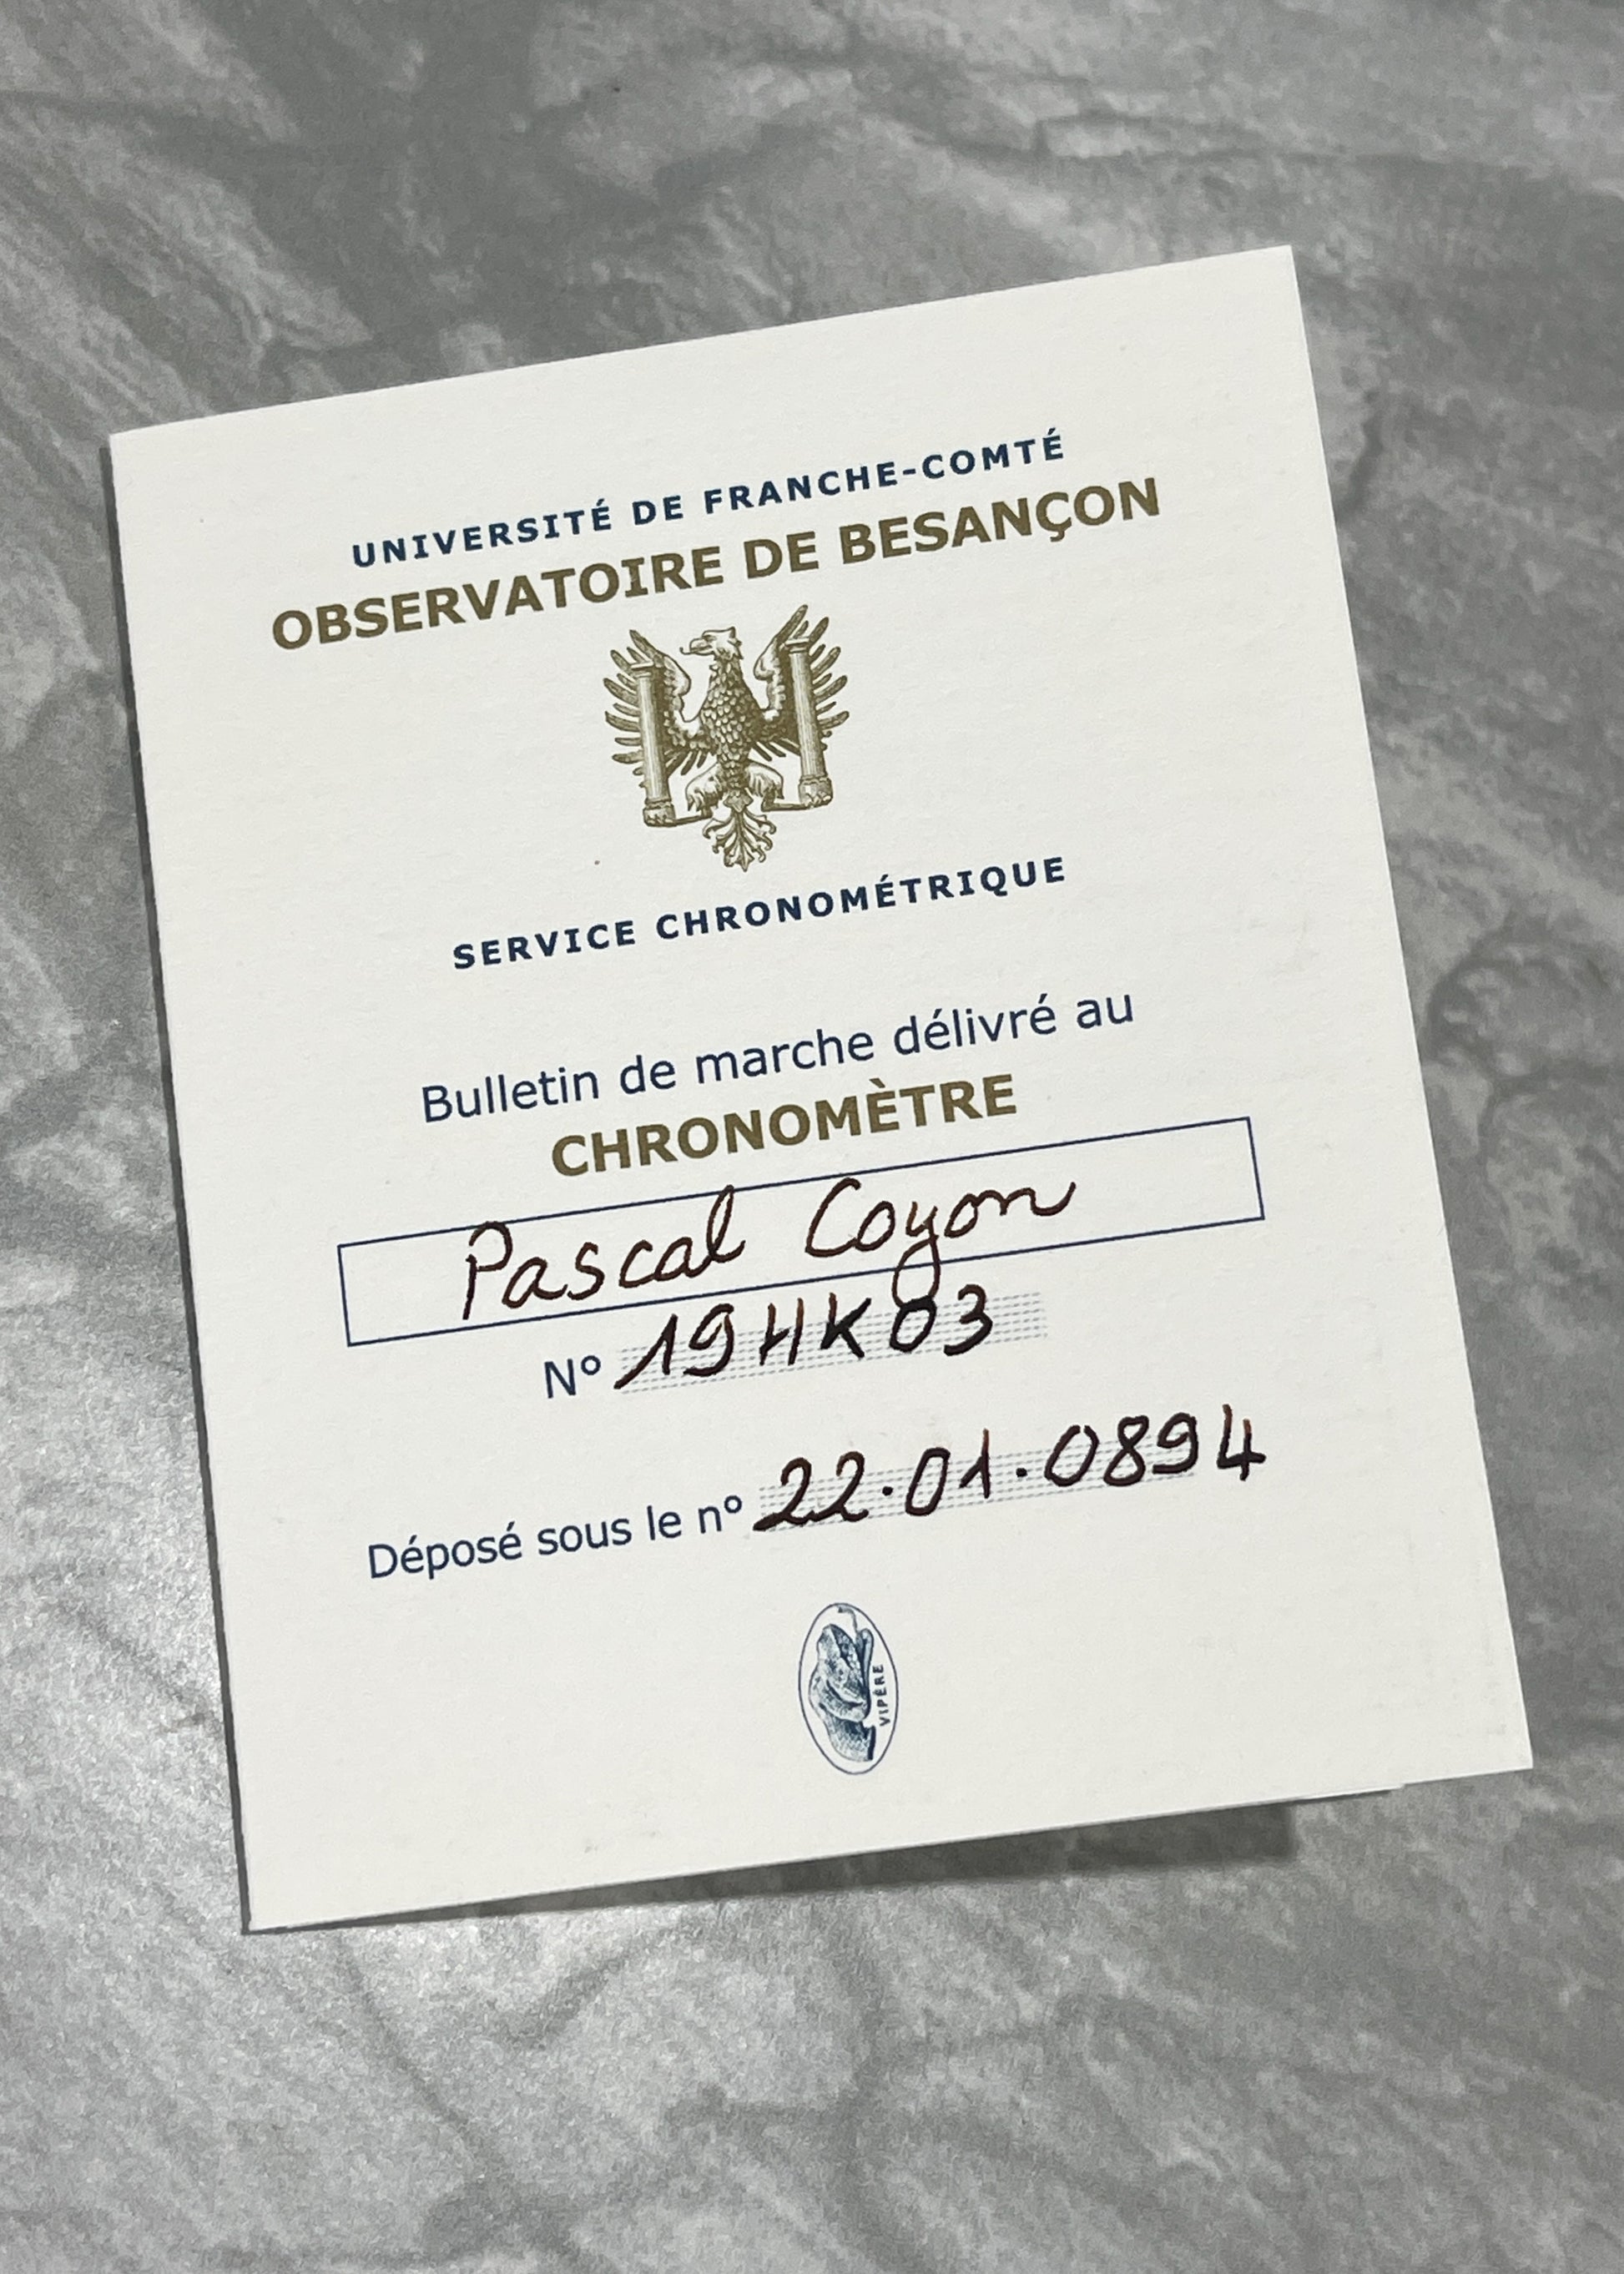 UNIVERSITÉ DE FRANCHE-COMTÉ
OBSERVATOIRE DE BESANÇON
SERVICE CHRONOMÉTRIQUE
Bulletin de marche délivré au
CHRONOMÈTRE
Pascal Coyon
N° 19HK03
Déposé sous le n° 22.01.0894
VIPÈRE